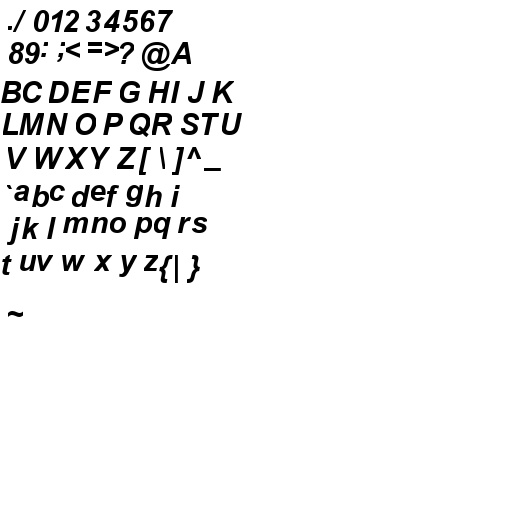 ./ 012 34567
89: ;< =>? @A
BC DEF G HI J K
LMN O P QR STU
V WXY Z[ \ ]^_
`abc def gh i
jk l mno pq rs
t uv w x y z{| }
~